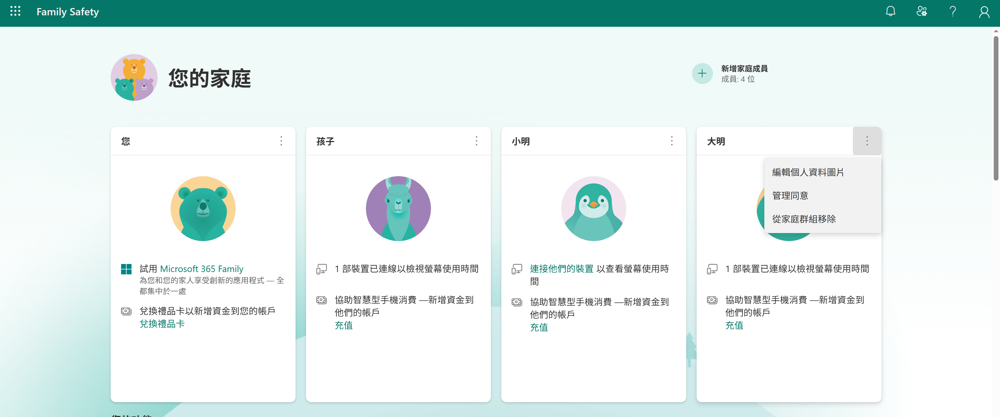 Family Safety
您的家庭
新增家庭成員
成員: 4 位
您
試用 Microsoft 365 Family
為您和您的家人享受創新的應用程式 — 全
都集中於一處
兌換禮品卡以新增資金到您的帳戶
兌換禮品卡
孩子
1 部裝置已連線以檢視螢幕使用時間
協助智慧型手機消費 —新增資金到
他們的帳戶
充值
小明
連接他們的裝置 以查看螢幕使用時
間
協助智慧型手機消費 —新增資金到
他們的帳戶
充值
大明
編輯個人資料圖片
管理同意
從家庭群組移除
1 部裝置已連線以檢視螢幕使用時間
協助智慧型手機消費 —新增資金到
他們的帳戶
充值